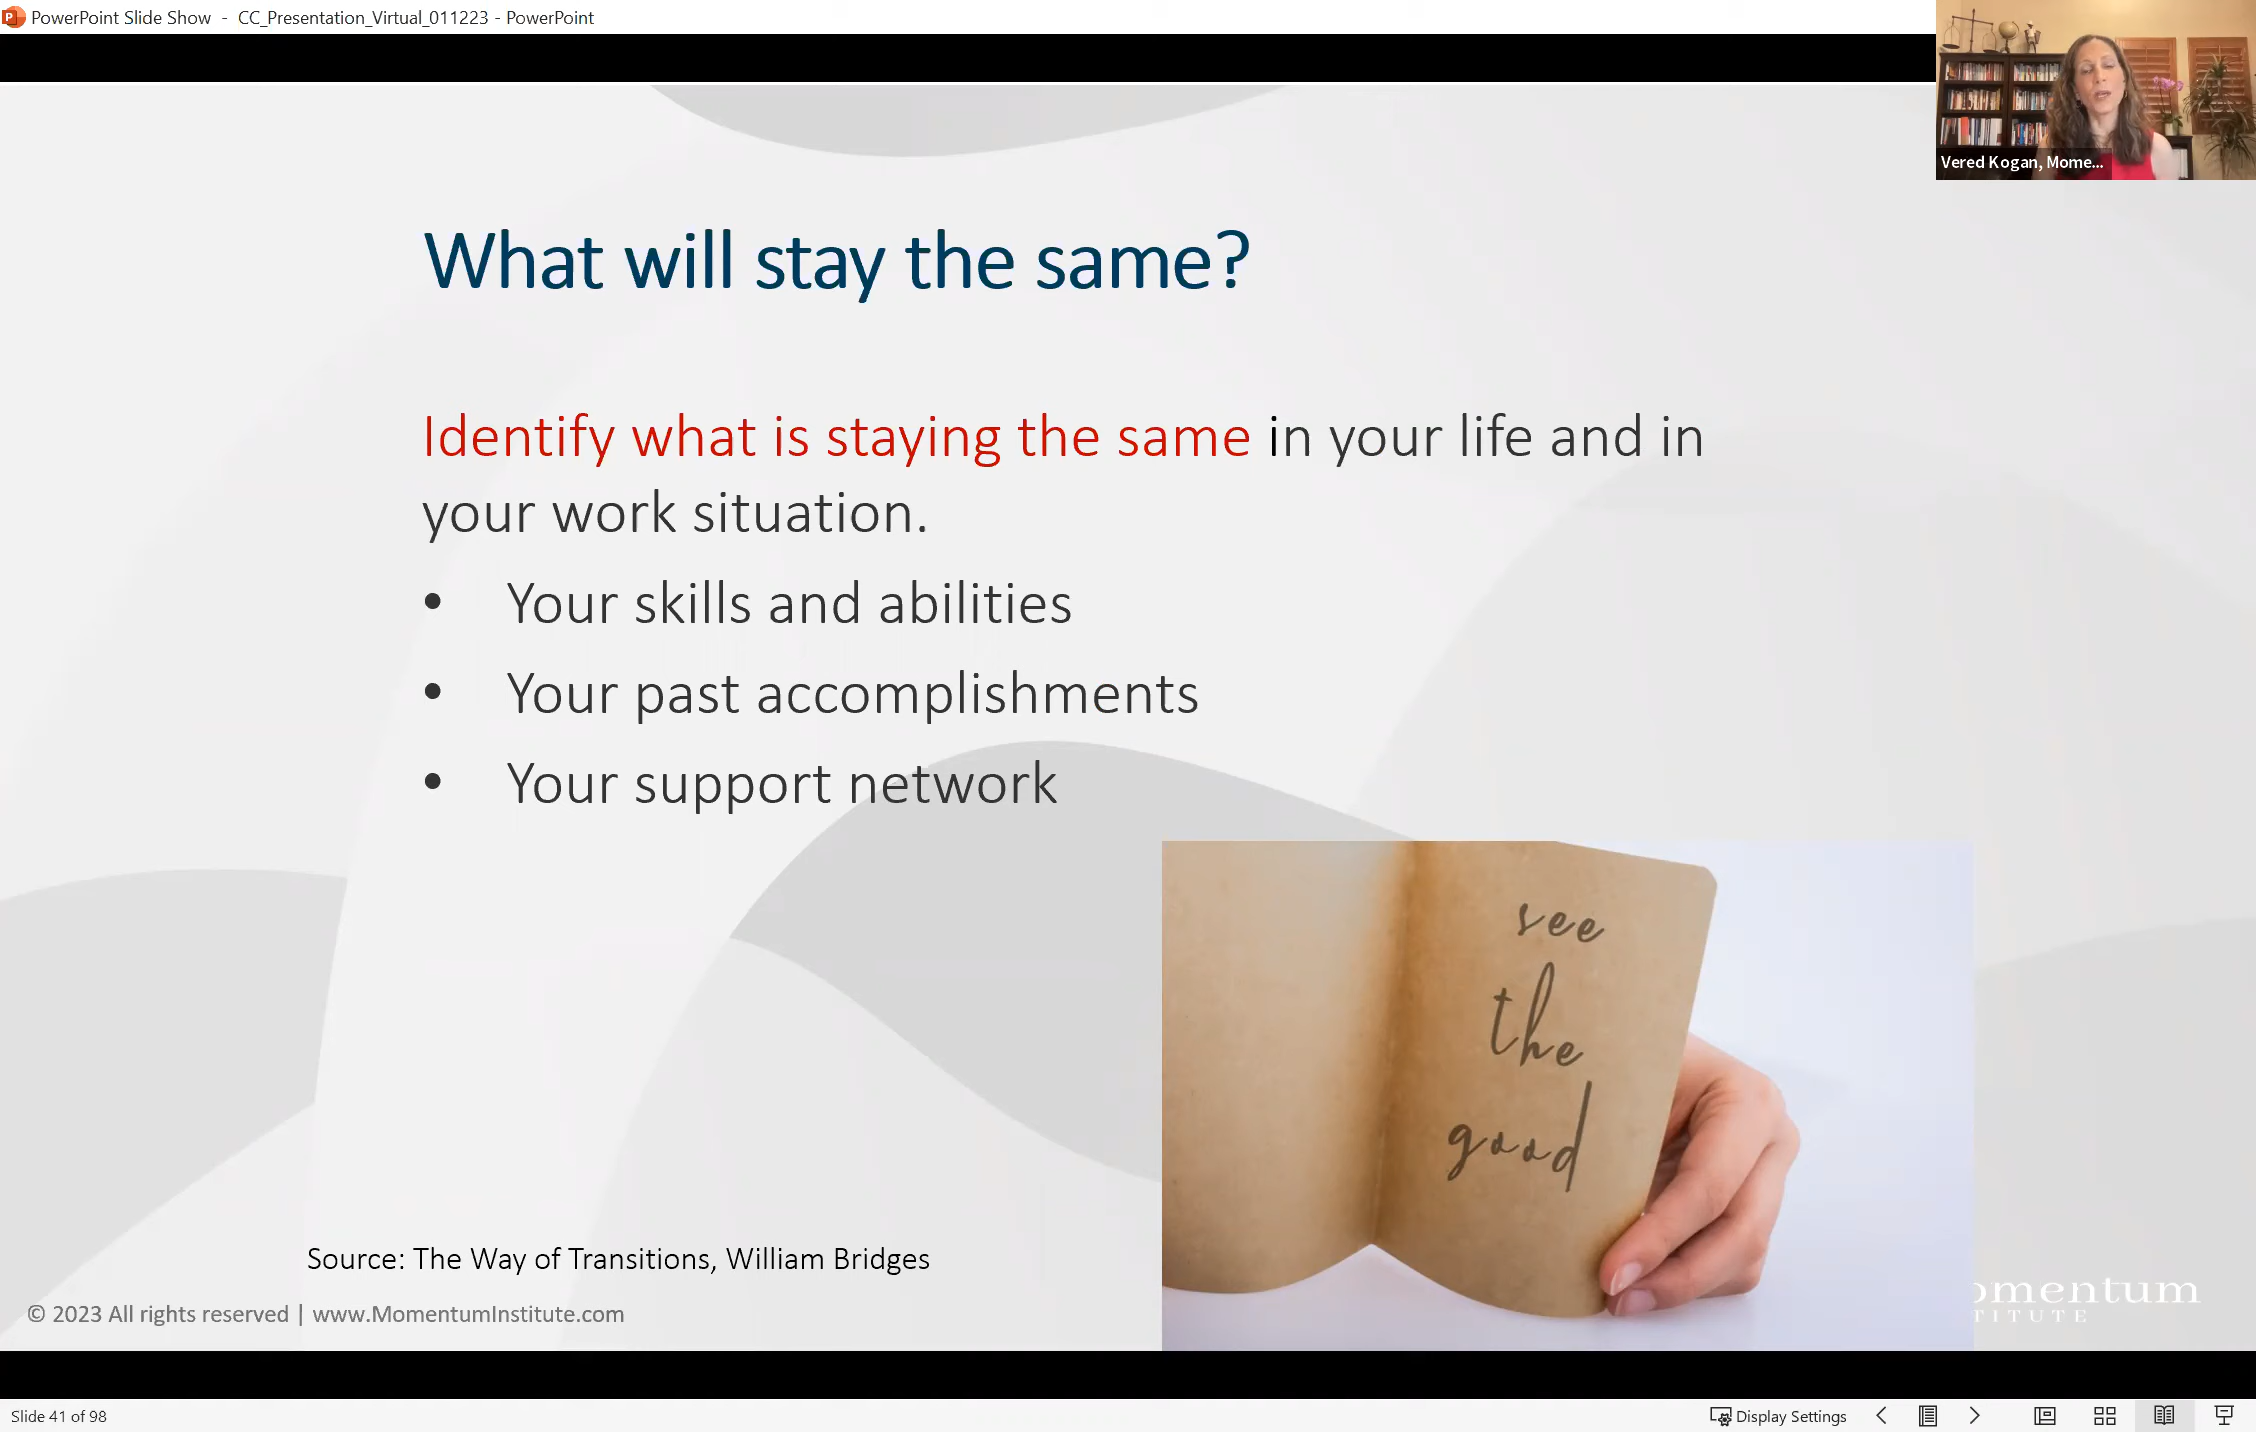 PowerPoint Slide Show - CC_Presentation_Virtual_011223 - PowerPoint
Vered Kogan, Mome...
What will stay the same?
Identify what is staying the same in your life and in
your work situation.
• Your skills and abilities
• Your past accomplishments
• Your support network
see
the
good
Source: The Way of Transitions, William Bridges
© 2023 All rights reserved | www.MomentumInstitute.com
omentum
TITUTE
Slide 41 of 98
Display Settings